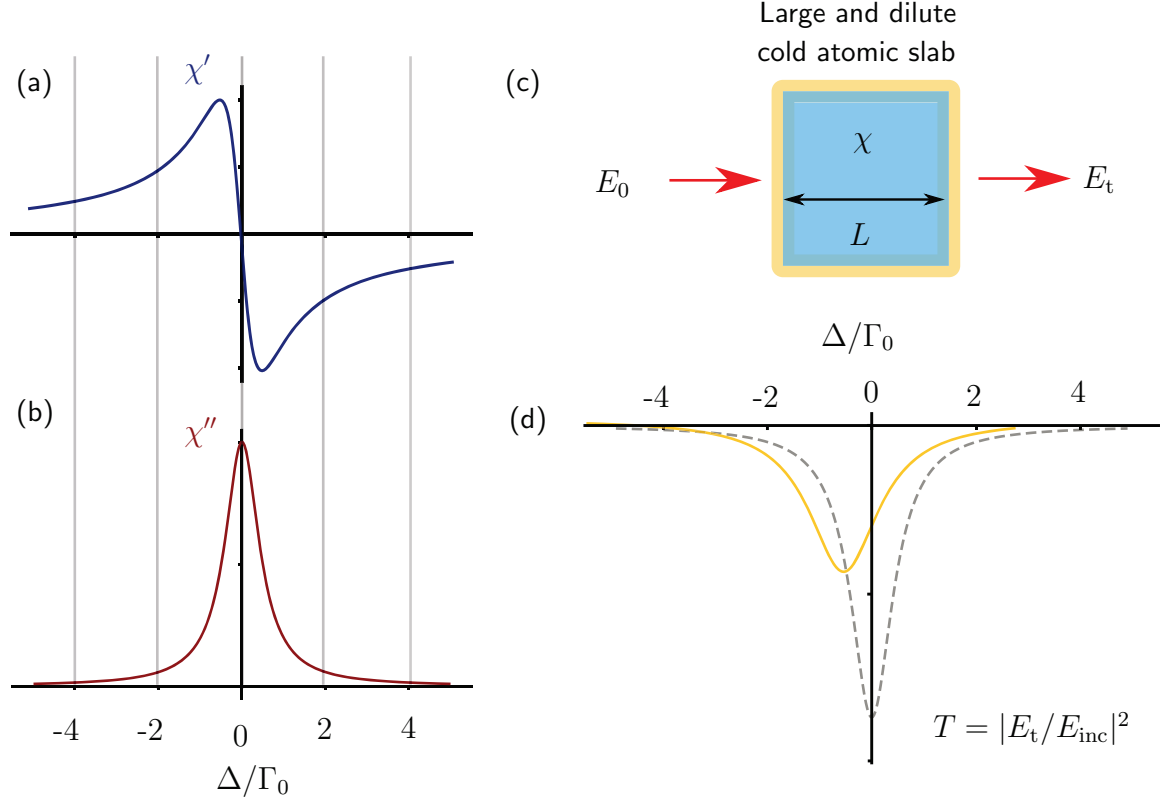 (a)
χ′
(b)
χ″
-4 -2 0 2 4
Δ/Γ₀
Large and dilute
cold atomic slab
(c)
E₀
χ
L
Eₜ
Δ/Γ₀
-4 -2 0 2 4
(d)
T = |Eₜ/E_inc|²